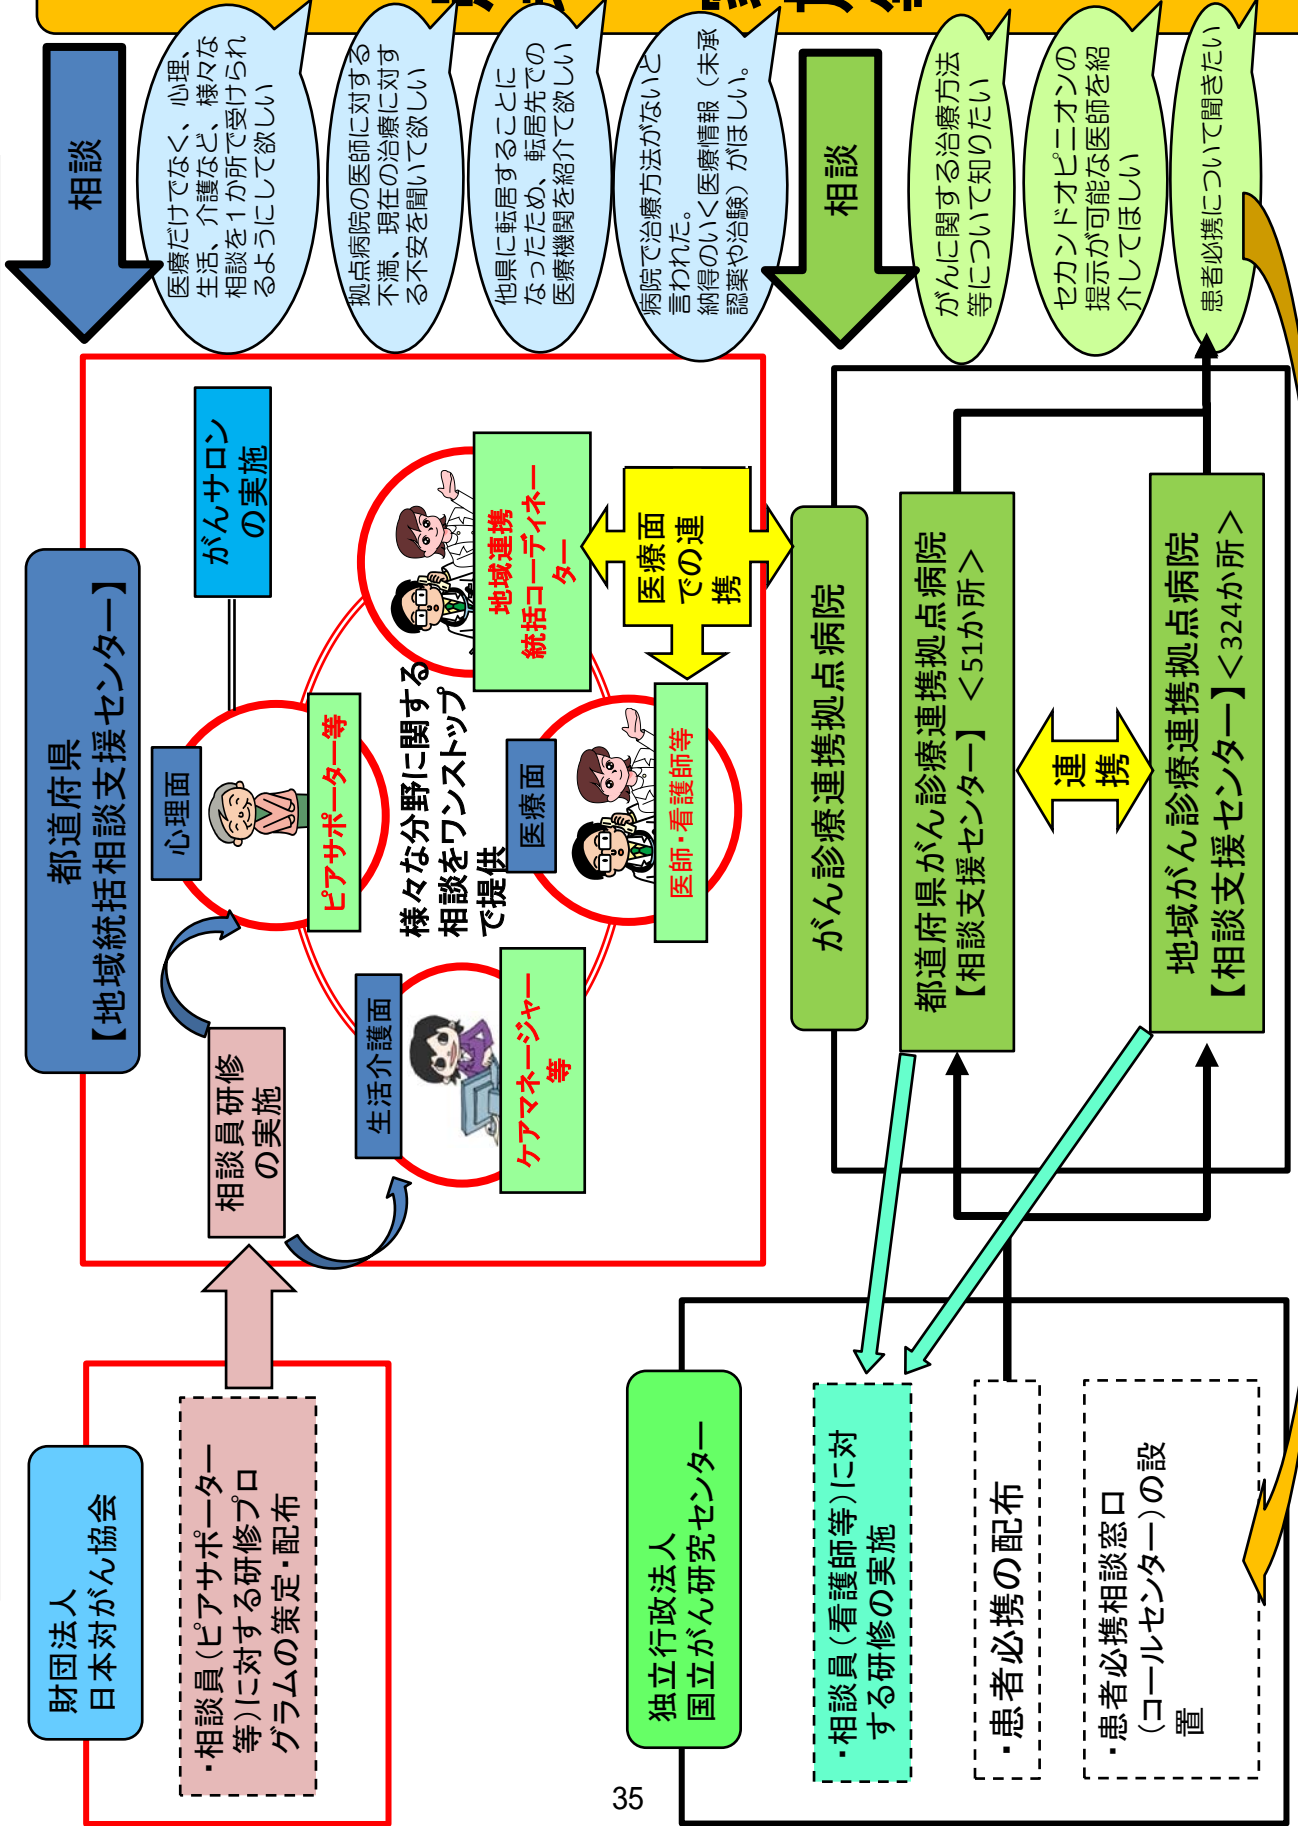 財団法人
日本対がん協会
・相談員(ピアサポーター
等)に対する研修プロ
グラムの策定・配布
都道府県
【地域統括相談支援センター】
相談員研修
の実施
がんサロン
の実施
心理面
ピアサポーター等
生活介護面
ケアマネージャー
等
様々な分野に関する
相談をワンストップ
で提供
地域連携
統括コーディネー
ター
医療面
医師・看護師等
医療面
での連
携
相談
医療だけでなく、心理、
生活、介護など、様々な
相談を1か所で受けられ
るようにして欲しい
拠点病院の医師に対する
不満、現在の治療に対す
る不安を聞いて欲しい
他県に転居することに
なったため、転居先での
医療機関を紹介て欲しい
病院で治療方法がないと
言われた。
納得のいく医療情報(未承
認薬や治験)がほしい。
独立行政法人
国立がん研究センター
・相談員(看護師等)に対
する研修の実施
・患者必携の配布
・患者必携相談窓口
(コールセンター)の設
置
がん診療連携拠点病院
都道府県がん診療連携拠点病院
【相談支援センター】<51か所>
連
携
地域がん診療連携拠点病院
【相談支援センター】<324か所>
相談
がんに関する治療方法
等について知りたい
セカンドオピニオンの
提示が可能な医師を紹
介してほしい
患者必携について聞きたい
35